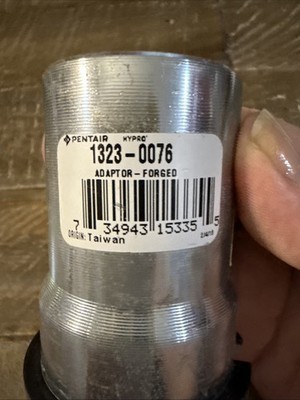 PENTAIR HYPRO
1323-0076
ADAPTOR-FORGED
7 34943 15335 5
ORIGIN: Taiwan